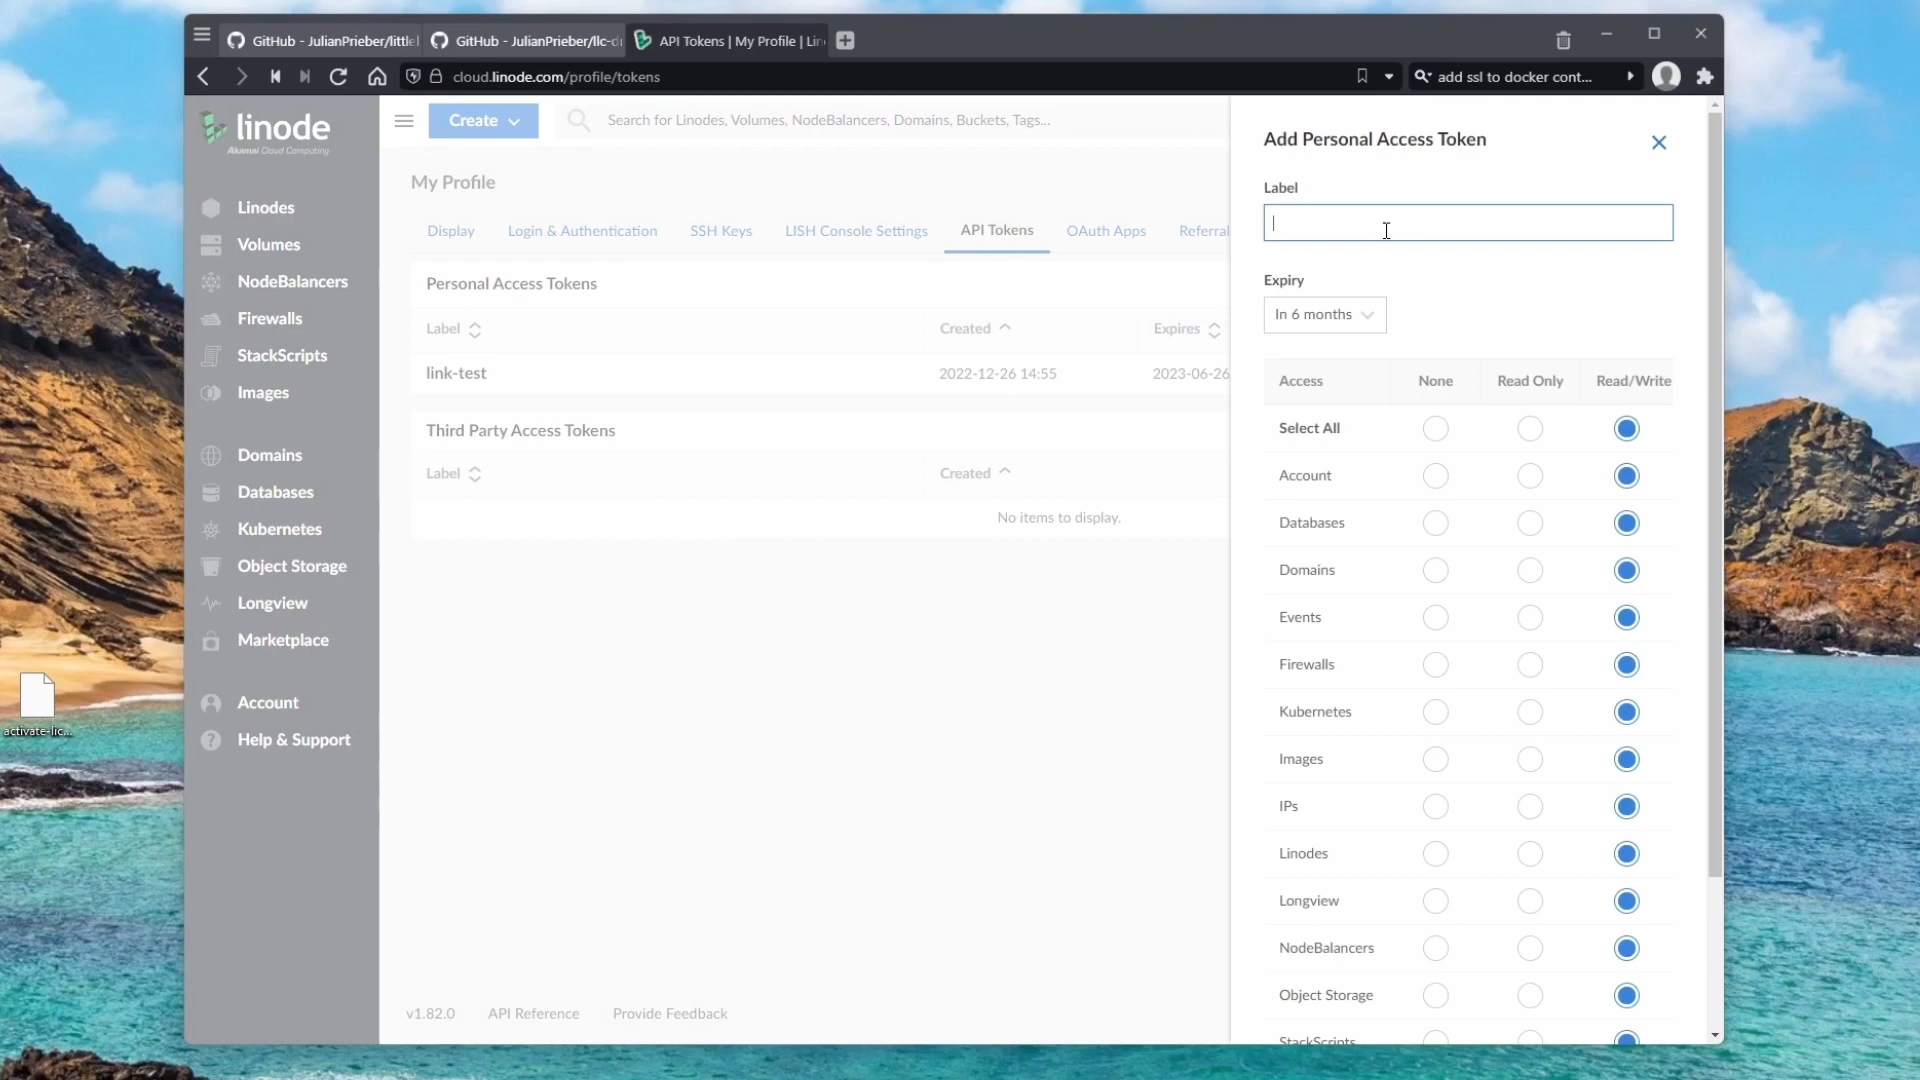 GitHub - JulianPrieber/little
GitHub - JulianPrieber/llc-d
API Tokens | My Profile | Lin
cloud.linode.com/profile/tokens
add ssl to docker cont...
linode
Akamai Cloud Computing
Create
Search for Linodes, Volumes, NodeBalancers, Domains, Buckets, Tags...
Linodes
Volumes
NodeBalancers
Firewalls
StackScripts
Images
Domains
Databases
Kubernetes
Object Storage
Longview
Marketplace
Account
Help & Support
activate-lic...
My Profile
Display
Login & Authentication
SSH Keys
LISH Console Settings
API Tokens
OAuth Apps
Referral
Personal Access Tokens
Label
Created
Expires
link-test
2022-12-26 14:55
2023-06-26
Third Party Access Tokens
Label
Created
No items to display.
v1.82.0
API Reference
Provide Feedback
Add Personal Access Token
Label
Expiry
In 6 months
Access
None
Read Only
Read/Write
Select All
Account
Databases
Domains
Events
Firewalls
Kubernetes
Images
IPs
Linodes
Longview
NodeBalancers
Object Storage
StackScripts